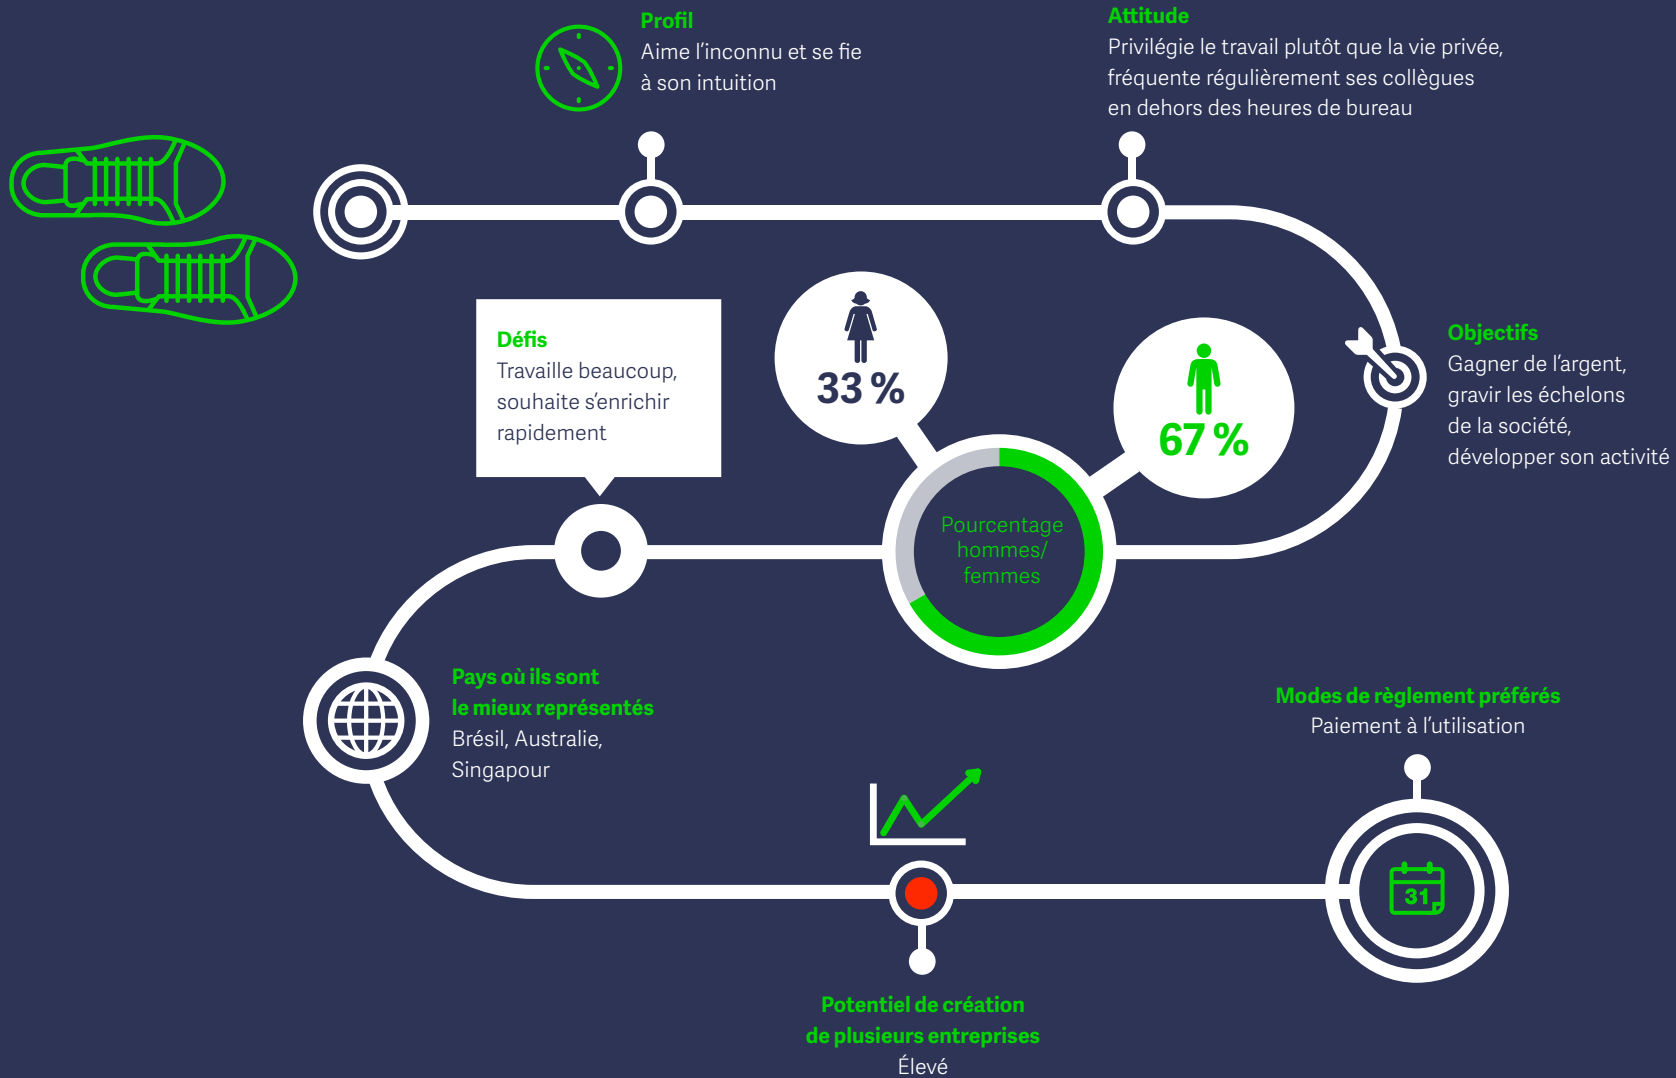 Profil
Aime l’inconnu et se fie
à son intuition
Attitude
Privilégie le travail plutôt que la vie privée,
fréquente régulièrement ses collègues
en dehors des heures de bureau
Objectifs
Gagner de l’argent,
gravir les échelons
de la société,
développer son activité
33 %
67 %
Pourcentage
hommes/
femmes
Défis
Travaille beaucoup,
souhaite s’enrichir
rapidement
Pays où ils sont
le mieux représentés
Brésil, Australie,
Singapour
Potentiel de création
de plusieurs entreprises
Élevé
Modes de règlement préférés
Paiement à l’utilisation
31